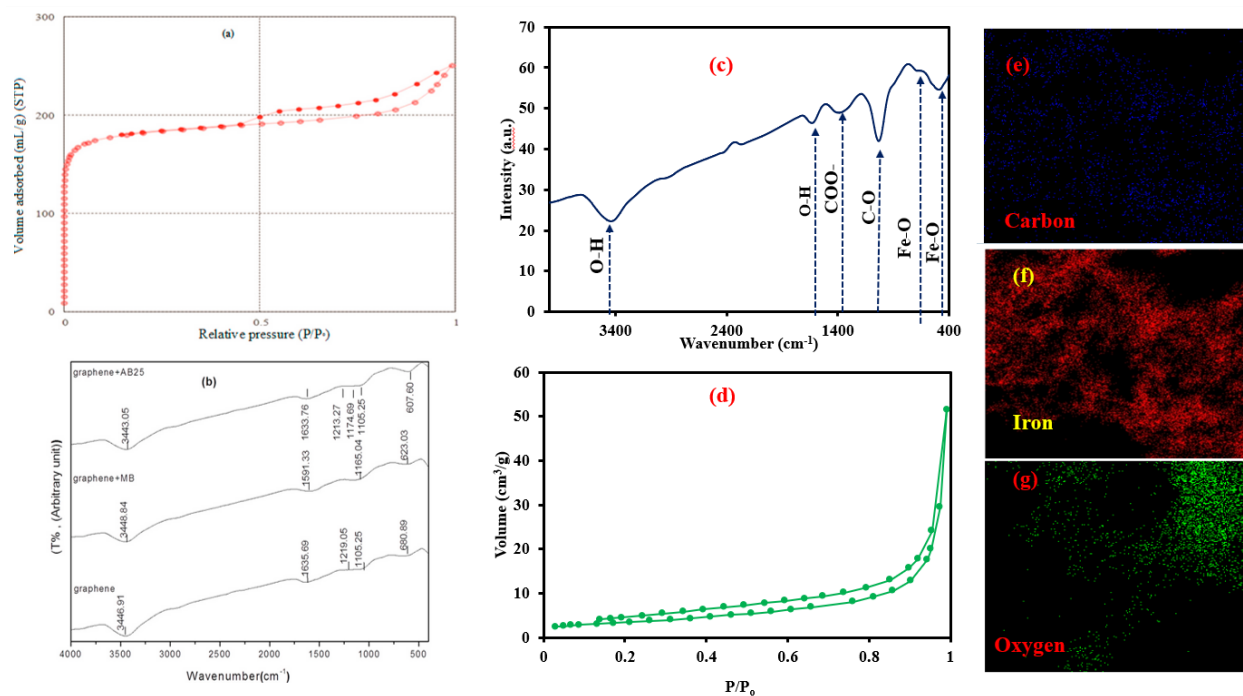 (a)
300
200
100
0
0
0.5
1
Volume adsorbed (mL/g) (STP)
Relative pressure (P/P₀)
(b)
graphene+AB25
3443.05
1633.76
1213.27
1174.69
1105.25
607.60
graphene+MB
3448.84
1591.33
1165.04
623.03
graphene
3446.91
1635.69
1219.05
1105.25
680.89
(T% , (Arbitrary unit))
4000
3500
3000
2500
2000
1500
1000
500
Wavenumber(cm⁻¹)
(c)
70
60
50
40
30
20
10
0
Intensity (a.u.)
O-H
O-H
COO-
C-O
Fe-O
Fe-O
3400
2400
1400
400
Wavenumber (cm⁻¹)
(d)
60
50
40
30
20
10
0
Volume (cm³/g)
0
0.2
0.4
0.6
0.8
1
P/Pₒ
(e)
Carbon
(f)
Iron
(g)
Oxygen